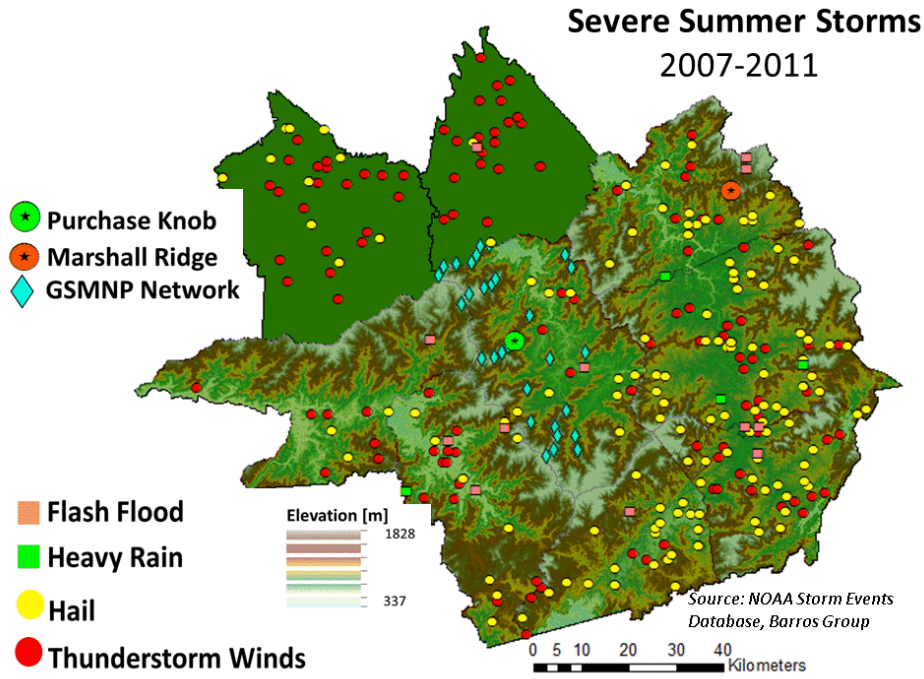 Severe Summer Storms
2007-2011
Purchase Knob
Marshall Ridge
GSMNP Network
Flash Flood
Heavy Rain
Hail
Thunderstorm Winds
Elevation [m]
1828
337
Source: NOAA Storm Events
Database, Barros Group
0 5 10 20 30 40
Kilometers